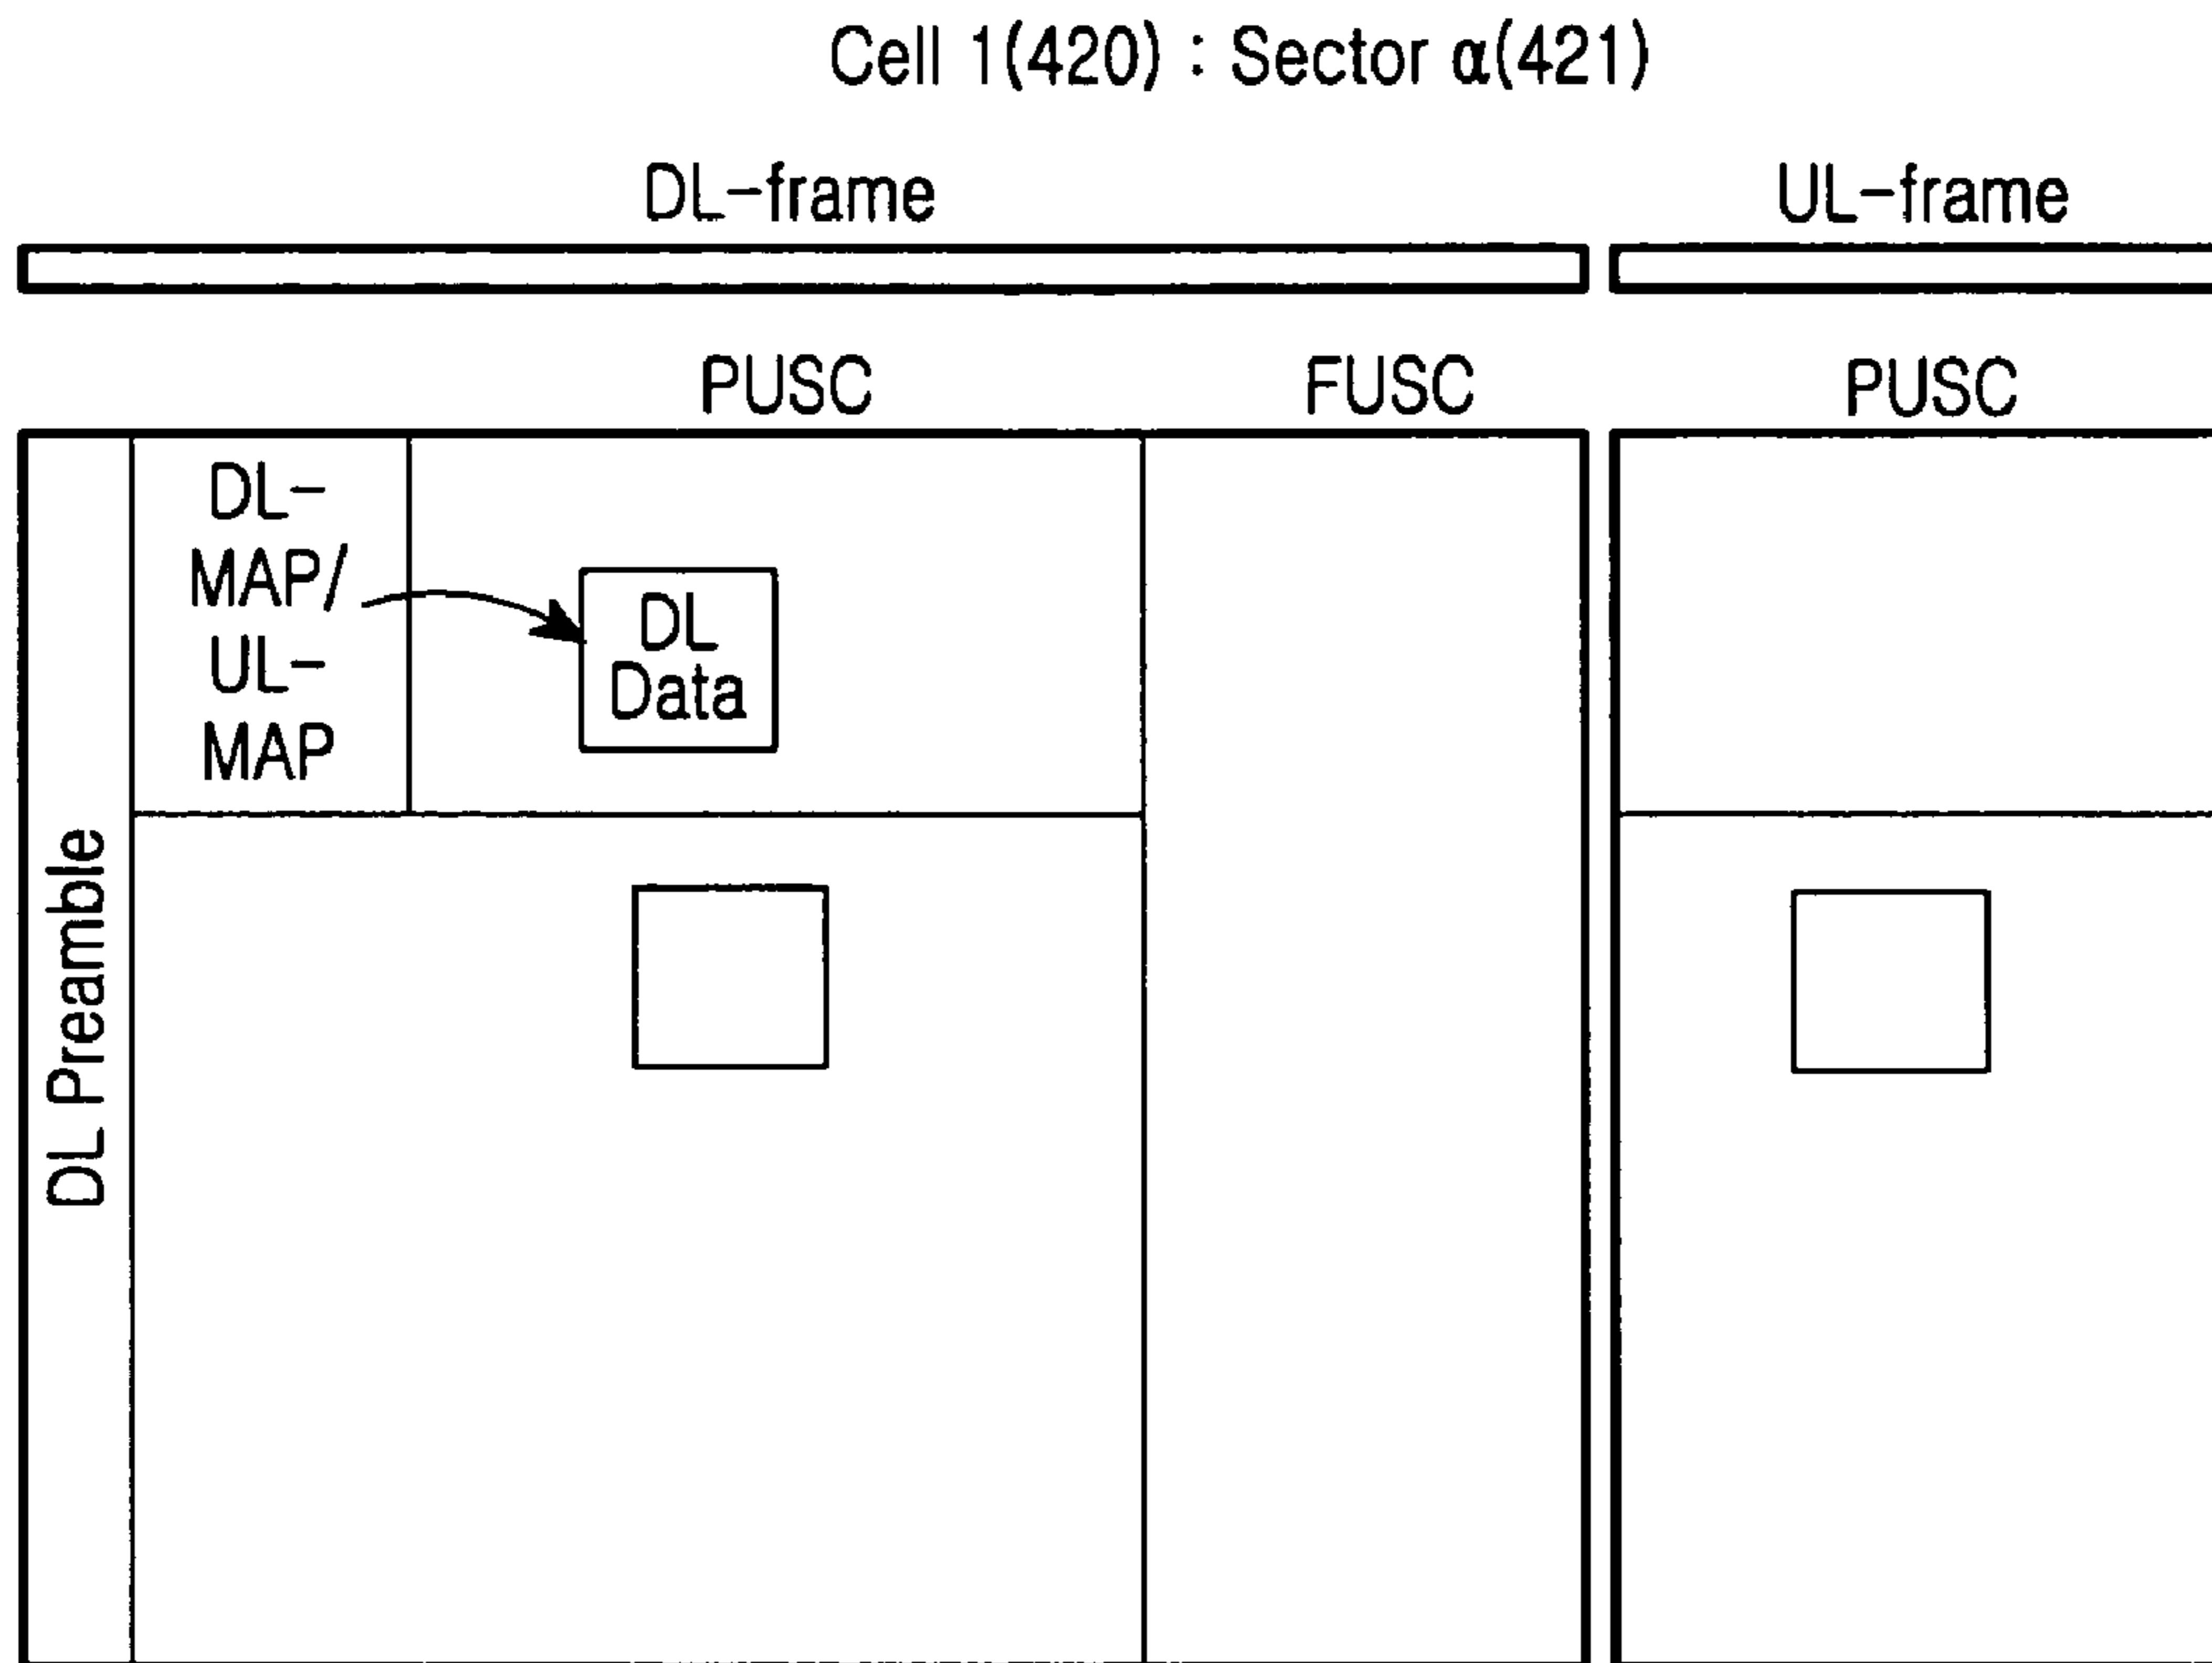 Cell 1(420) : Sector α(421)
DL-frame
UL-frame
PUSC
FUSC
PUSC
DL-
MAP/
UL-
MAP
DL
Data
DL Preamble